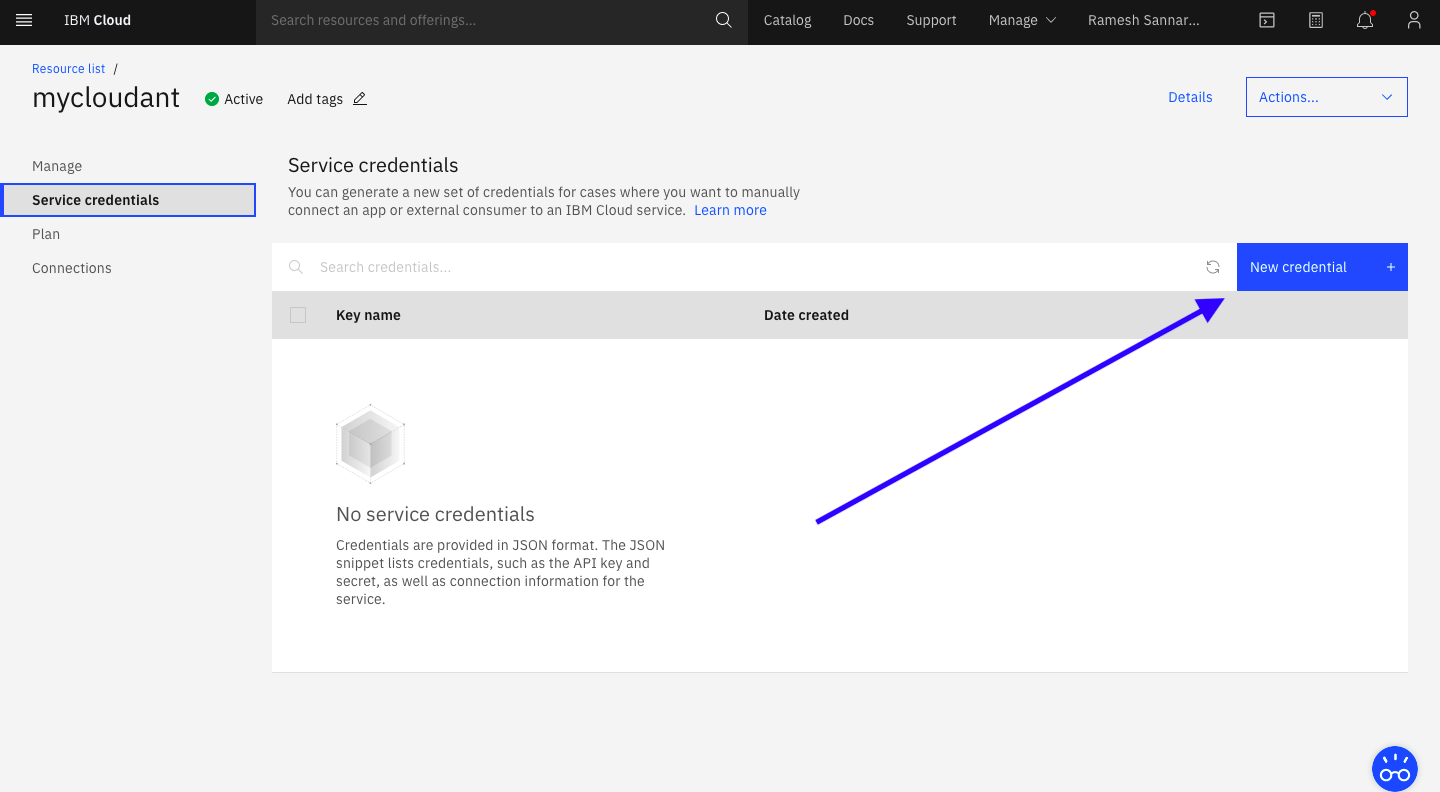 IBM Cloud
Search resources and offerings...
Catalog
Docs
Support
Manage
Ramesh Sannar...
Resource list /
mycloudant
Active
Add tags
Details
Actions...
Manage
Service credentials
Plan
Connections
Service credentials
You can generate a new set of credentials for cases where you want to manually
connect an app or external consumer to an IBM Cloud service. Learn more
Search credentials...
New credential +
Key name
Date created
No service credentials
Credentials are provided in JSON format. The JSON
snippet lists credentials, such as the API key and
secret, as well as connection information for the
service.